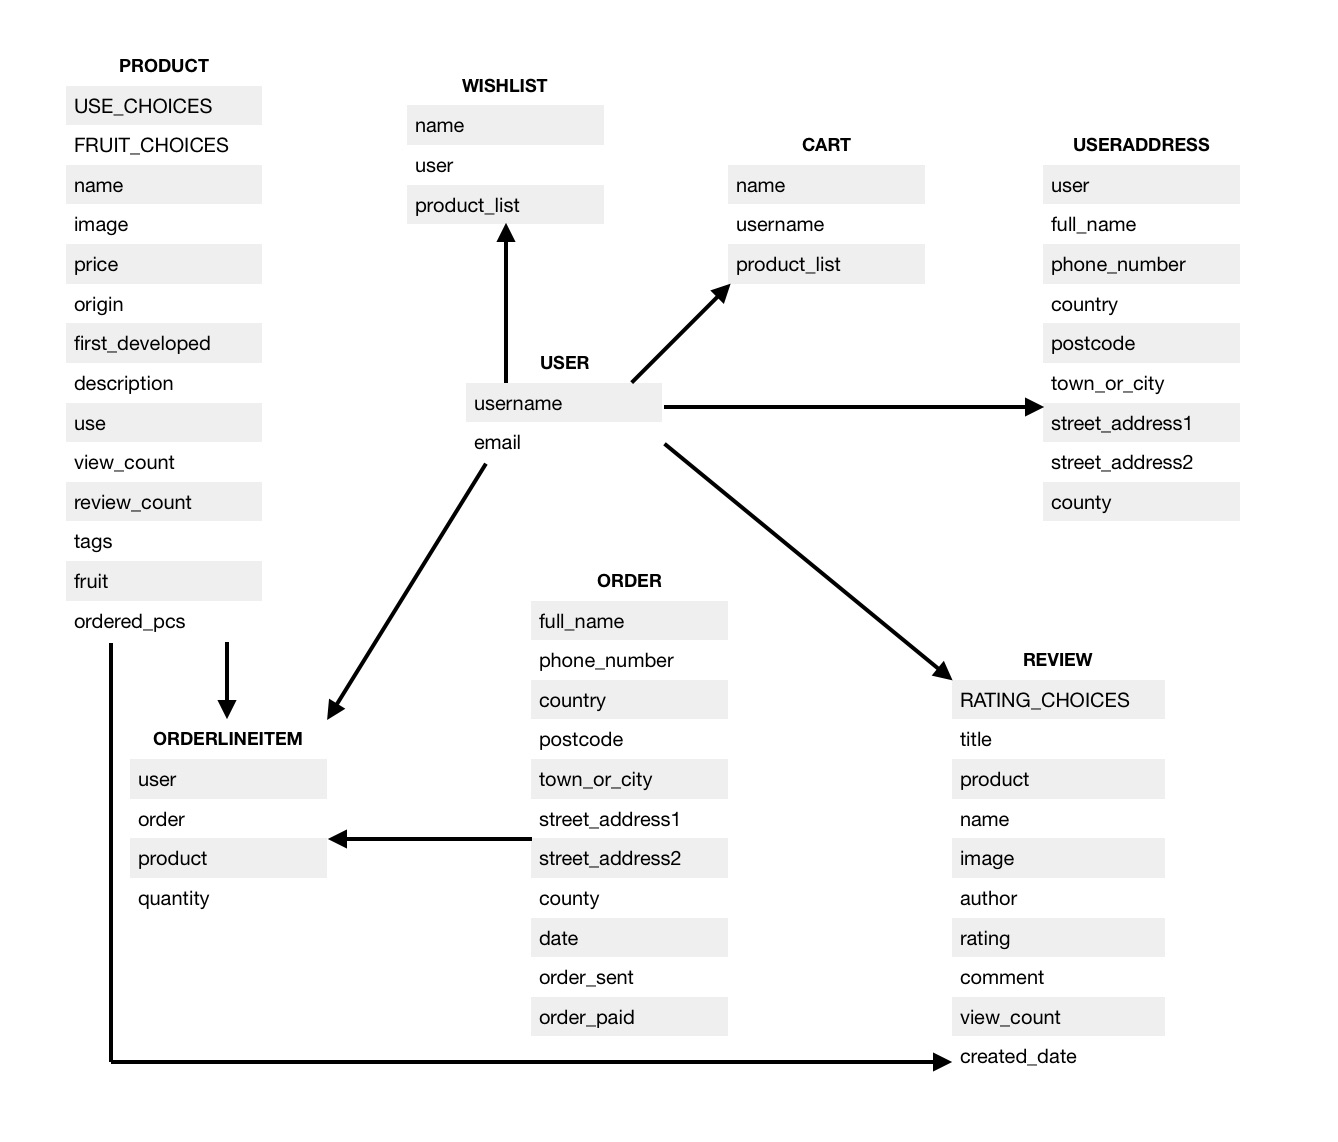 PRODUCT
USE_CHOICES
FRUIT_CHOICES
name
image
price
origin
first_developed
description
use
view_count
review_count
tags
fruit
ordered_pcs
WISHLIST
name
user
product_list
CART
name
username
product_list
USERADDRESS
user
full_name
phone_number
country
postcode
town_or_city
street_address1
street_address2
county
USER
username
email
ORDERLINEITEM
user
order
product
quantity
ORDER
full_name
phone_number
country
postcode
town_or_city
street_address1
street_address2
county
date
order_sent
order_paid
REVIEW
RATING_CHOICES
title
product
name
image
author
rating
comment
view_count
created_date